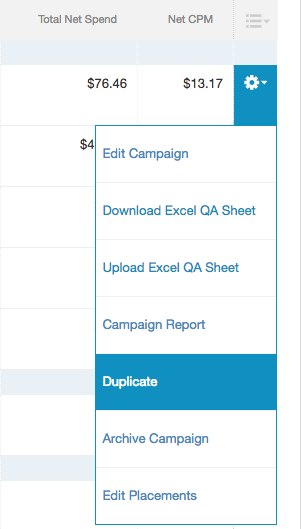 Total Net Spend Net CPM
$76.46 $13.17
$4
Edit Campaign
Download Excel QA Sheet
Upload Excel QA Sheet
Campaign Report
Duplicate
Archive Campaign
Edit Placements